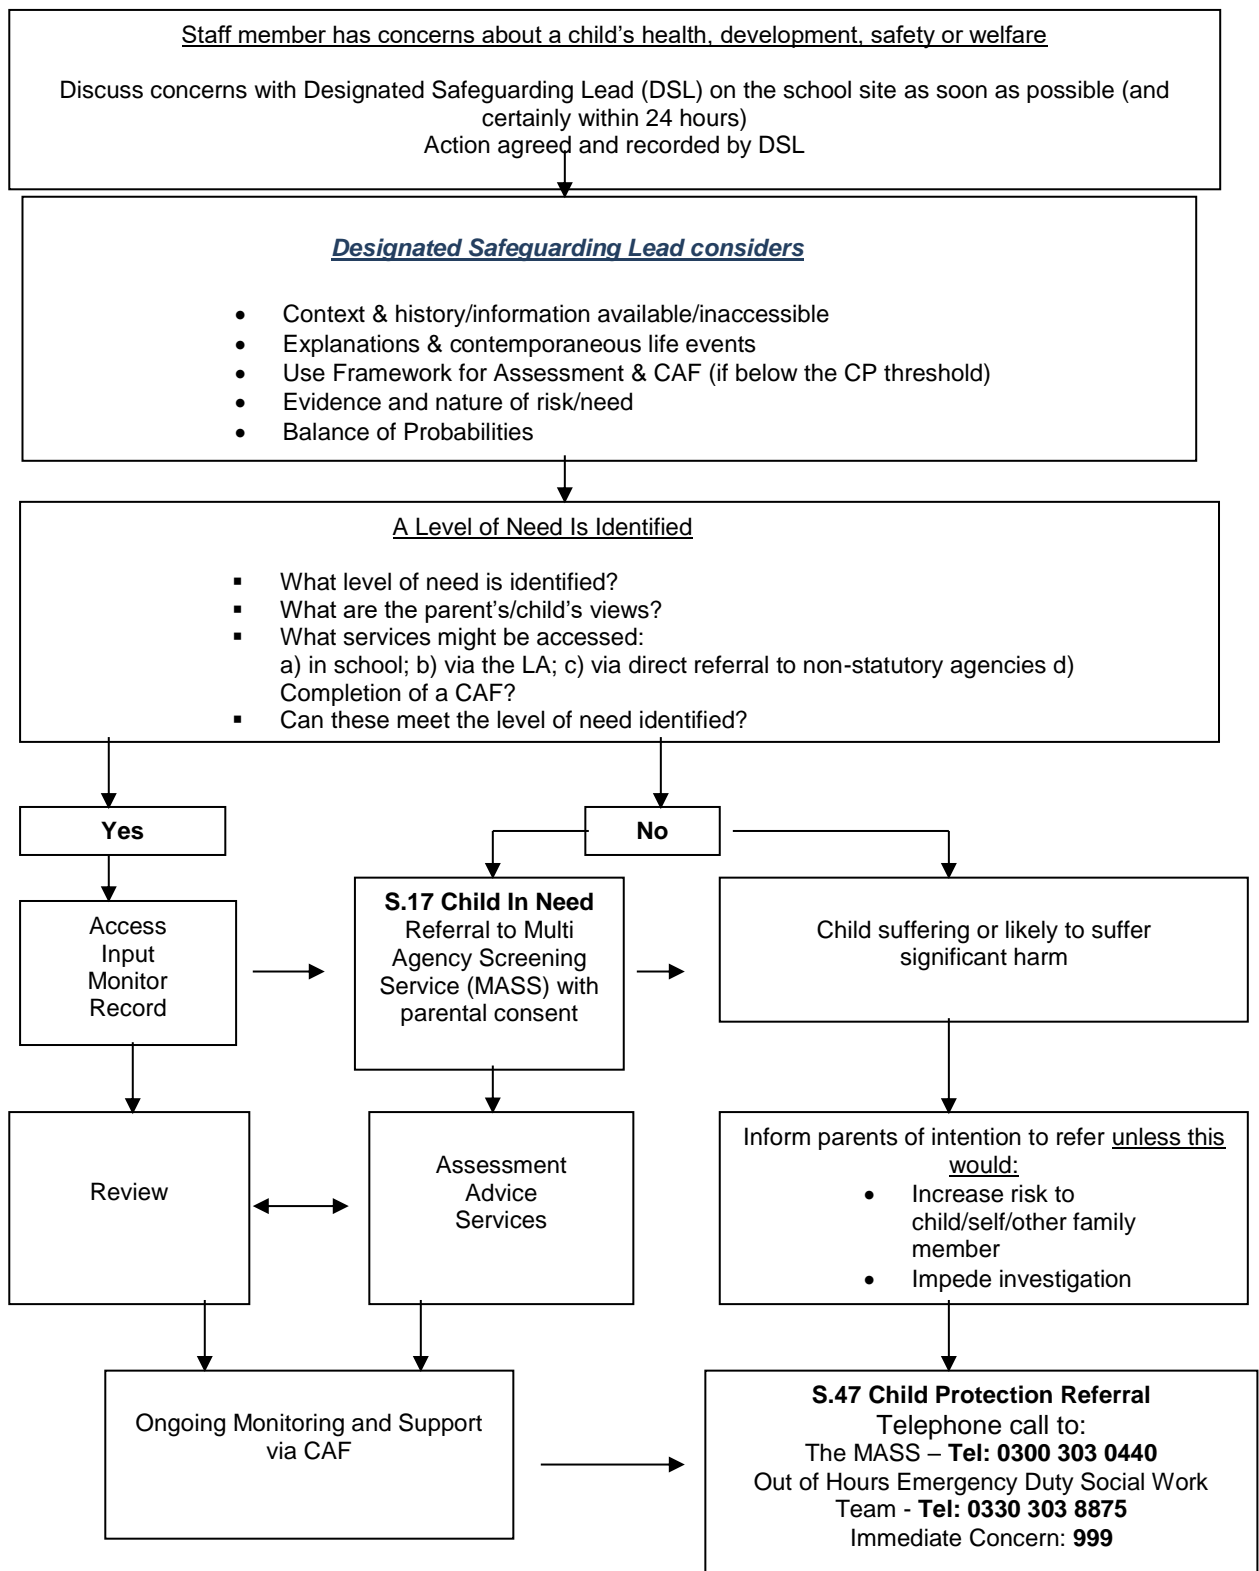 Staff member has concerns about a child’s health, development, safety or welfare
Discuss concerns with Designated Safeguarding Lead (DSL) on the school site as soon as possible (and
certainly within 24 hours)
Action agreed and recorded by DSL
Designated Safeguarding Lead considers
• Context & history/information available/inaccessible
• Explanations & contemporaneous life events
• Use Framework for Assessment & CAF (if below the CP threshold)
• Evidence and nature of risk/need
• Balance of Probabilities
A Level of Need Is Identified
▪ What level of need is identified?
▪ What are the parent’s/child’s views?
▪ What services might be accessed:
a) in school; b) via the LA; c) via direct referral to non-statutory agencies d)
Completion of a CAF?
▪ Can these meet the level of need identified?
Yes
No
Access
Input
Monitor
Record
S.17 Child In Need
Referral to Multi
Agency Screening
Service (MASS) with
parental consent
Child suffering or likely to suffer
significant harm
Review
Assessment
Advice
Services
Inform parents of intention to refer unless this
would:
• Increase risk to
child/self/other family
member
• Impede investigation
Ongoing Monitoring and Support
via CAF
S.47 Child Protection Referral
Telephone call to:
The MASS – Tel: 0300 303 0440
Out of Hours Emergency Duty Social Work
Team - Tel: 0330 303 8875
Immediate Concern: 999